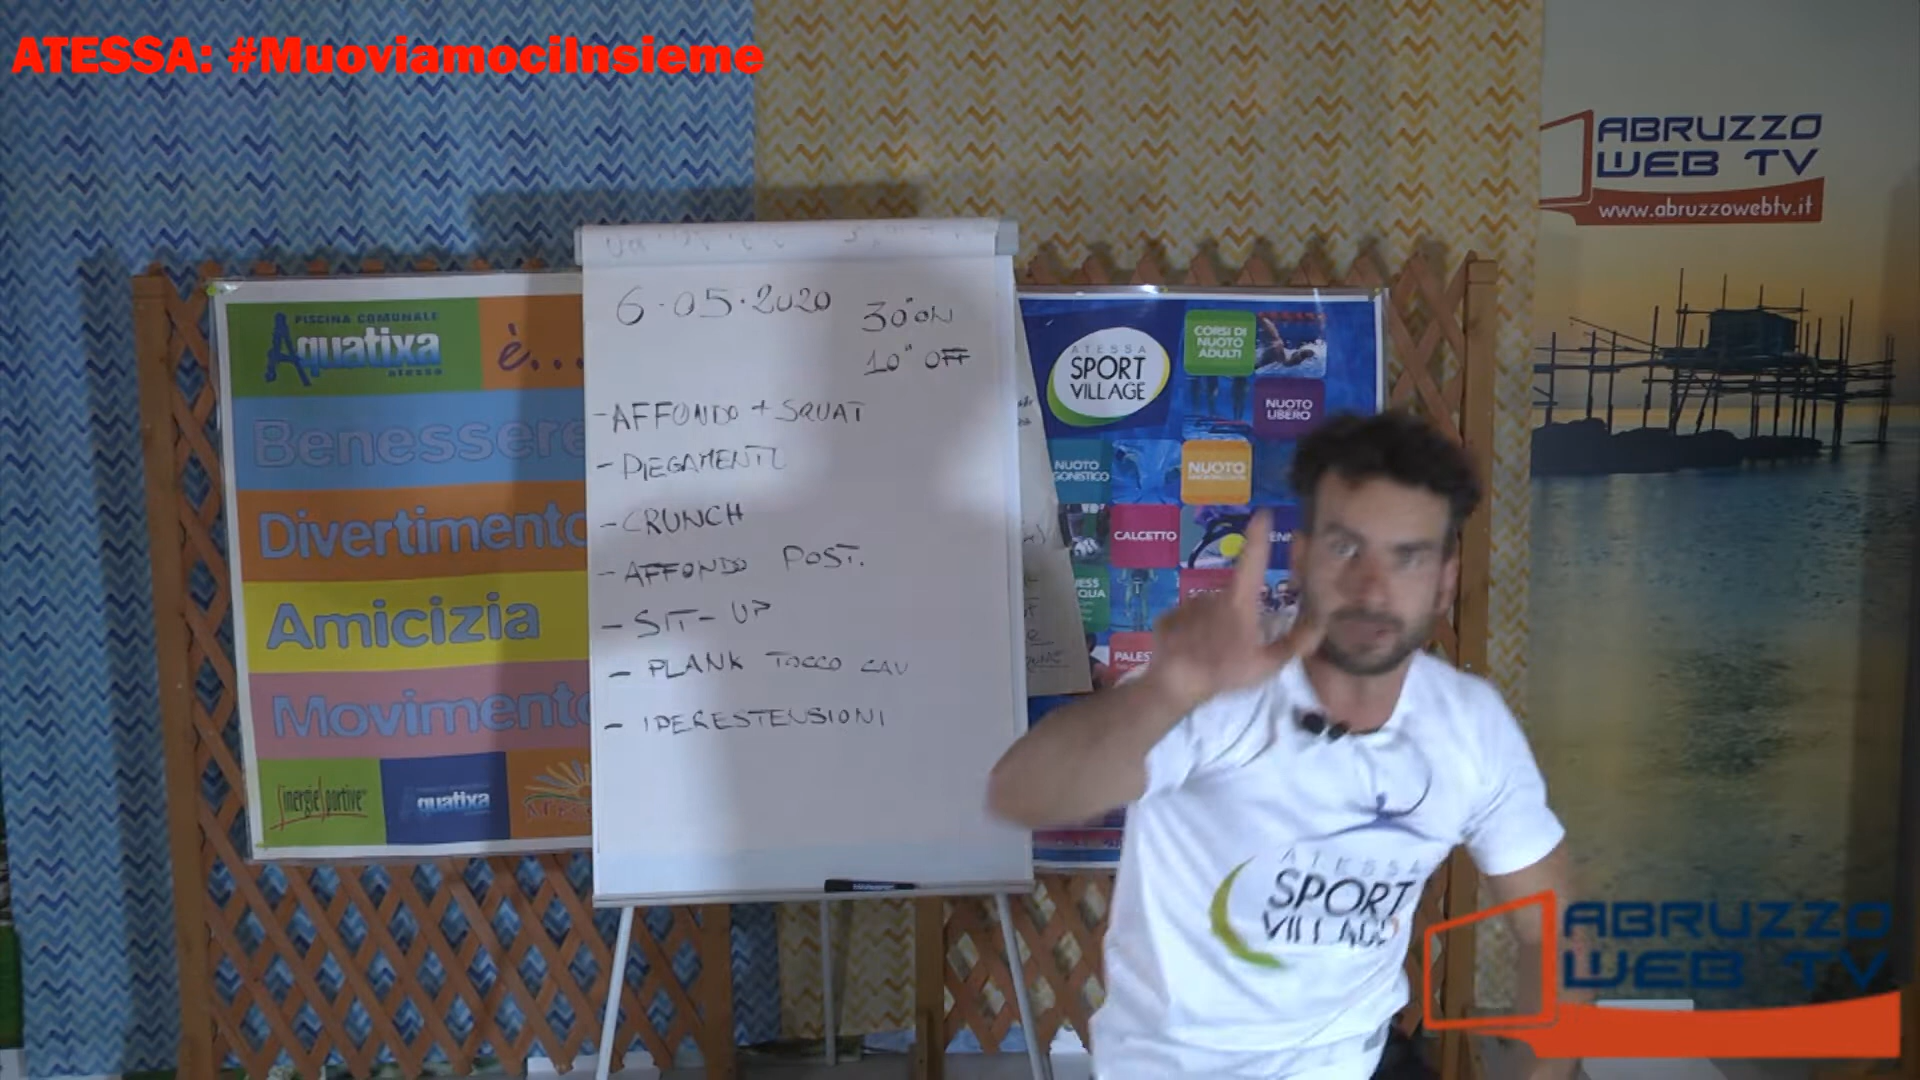 ATESSA: #MuoviamociInsieme
ABRUZZO
WEB TV
www.abruzzowebtv.it
6.05.2020
30" ON
10" OFF
- AFFONDO + SQUAT
- PIEGAMENTI
- CRUNCH
- AFFONDO POST.
- SIT-UP
- PLANK TOCCO CAV
- IPERESTENSIONI
PISCINA COMUNALE
Aquatixa
atessa
è...
Benessere
Divertimento
Amicizia
Movimento
Sinergie Sportive
Aquatixa
ATESSA
SPORT
VILLAGE
CORSI DI
NUOTO
ADULTI
NUOTO
LIBERO
NUOTO
NUOTO
CALCETTO
ATESSA
SPORT
VILLAGE
ABRUZZO
WEB TV